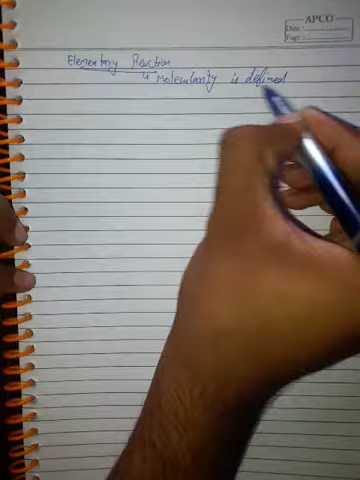 APCO
Date :
Page :
Elementary Reaction
↳ Molecularity is defined